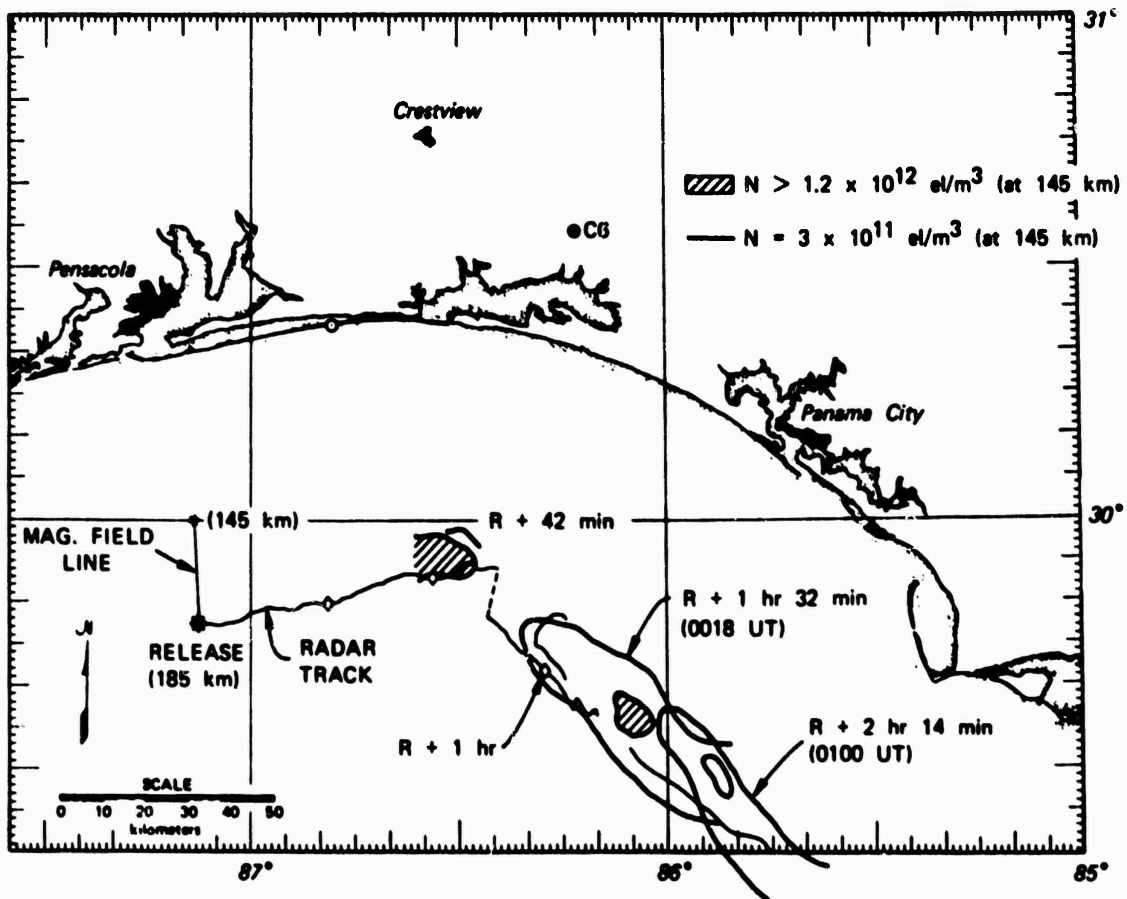 31°
Crestview
N > 1.2 x 10^12 el/m^3 (at 145 km)
C6
N = 3 x 10^11 el/m^3 (at 145 km)
Pensacola
Panama City
(145 km)
R + 42 min
30°
MAG. FIELD
LINE
R + 1 hr 32 min
(0018 UT)
N
RELEASE
(185 km)
RADAR
TRACK
R + 1 hr
R + 2 hr 14 min
(0100 UT)
SCALE
0 10 20 30 40 50
kilometers
87°
86°
85°